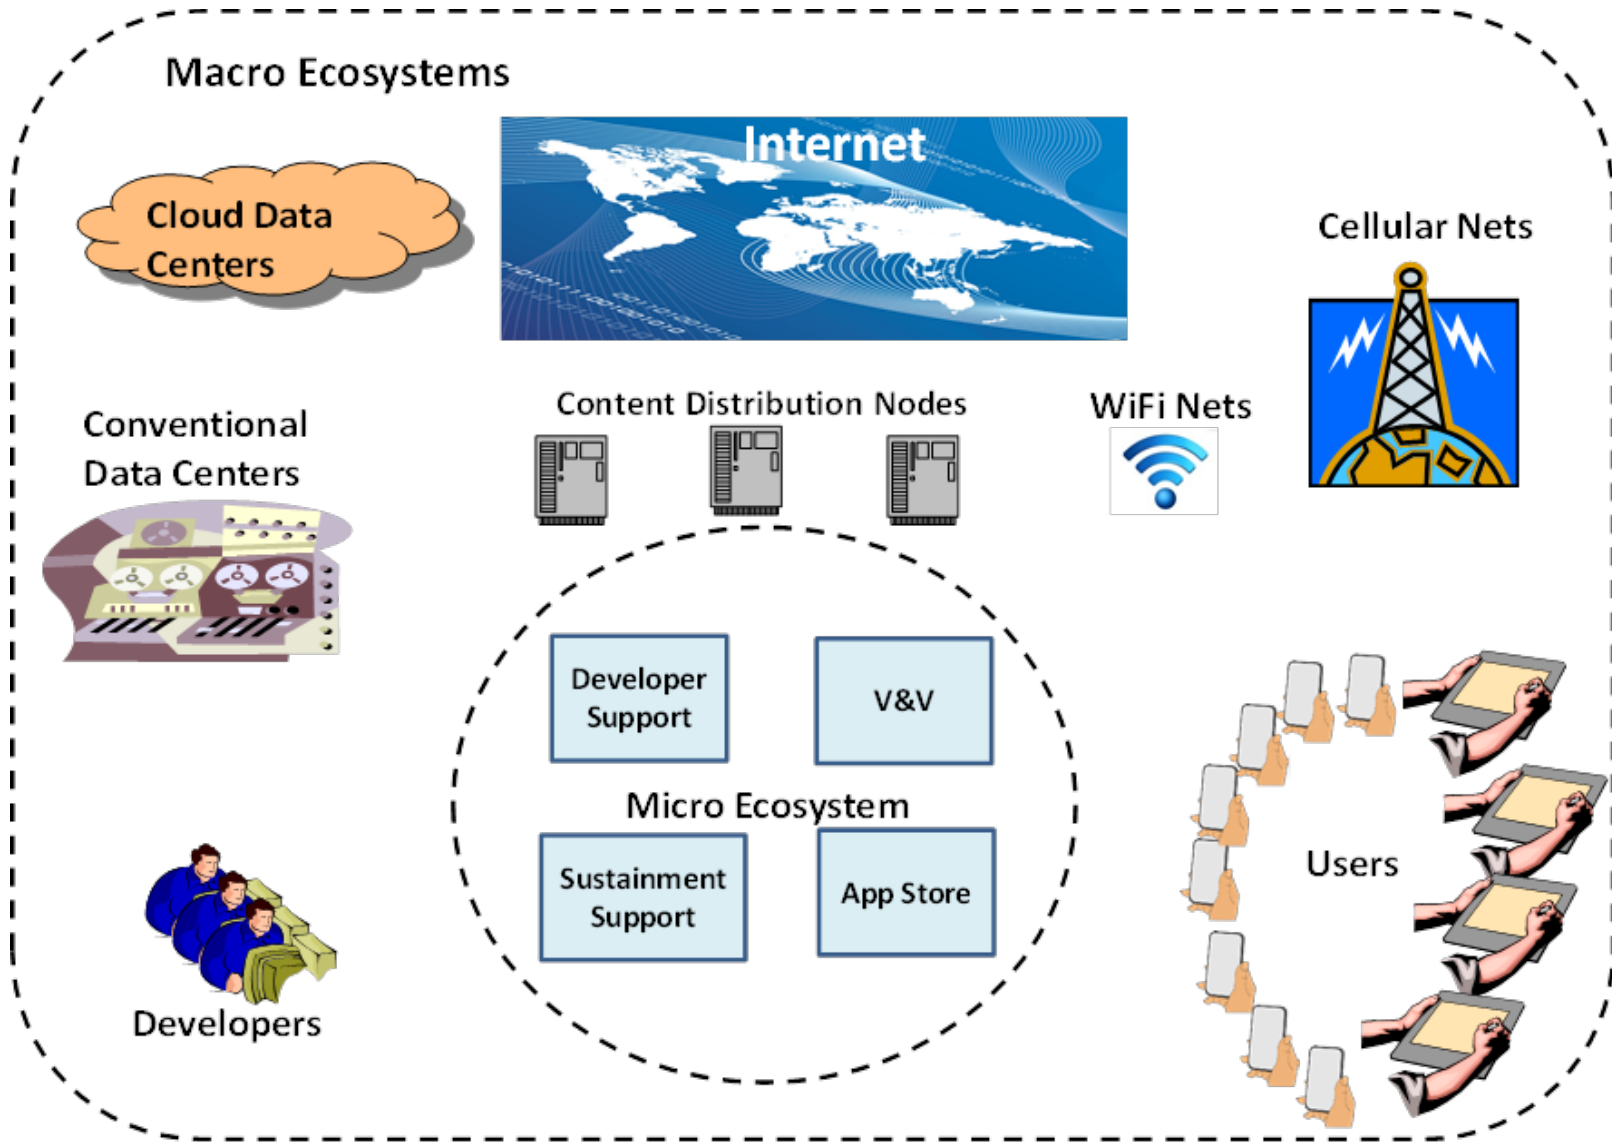 Macro Ecosystems
Internet
Cloud Data
Centers
Cellular Nets
Content Distribution Nodes
WiFi Nets
Conventional
Data Centers
Developer
Support
V&V
Micro Ecosystem
Sustainment
Support
App Store
Users
Developers